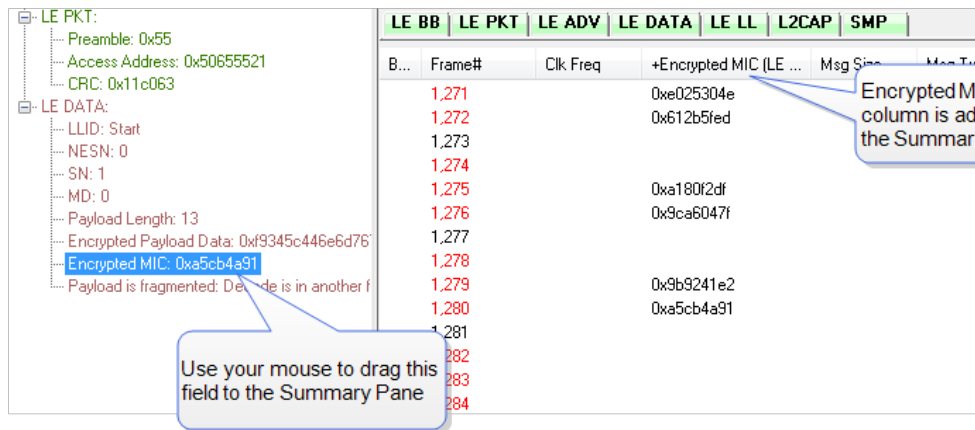 LE PKT:
Preamble: 0x55
Access Address: 0x50655521
CRC: 0x11c063
LE DATA:
LLID: Start
NESN: 0
SN: 1
MD: 0
Payload Length: 13
Encrypted Payload Data: 0xf9345c446e6d767
Encrypted MIC: 0xa5cb4a91
Payload is fragmented: Decode is in another f
Use your mouse to drag this
field to the Summary Pane
LE BB LE PKT LE ADV LE DATA LE LL L2CAP SMP
B... Frame# Clk Freq +Encrypted MIC (LE ... Msg Size
1,271 0xe025304e
1,272 0x612b5fed
1,273
1,274
1,275 0xa180f2df
1,276 0x9ca6047f
1,277
1,278
1,279 0x9b9241e2
1,280 0xa5cb4a91
1,281
282
283
284
Encrypted M
column is ad
the Summar